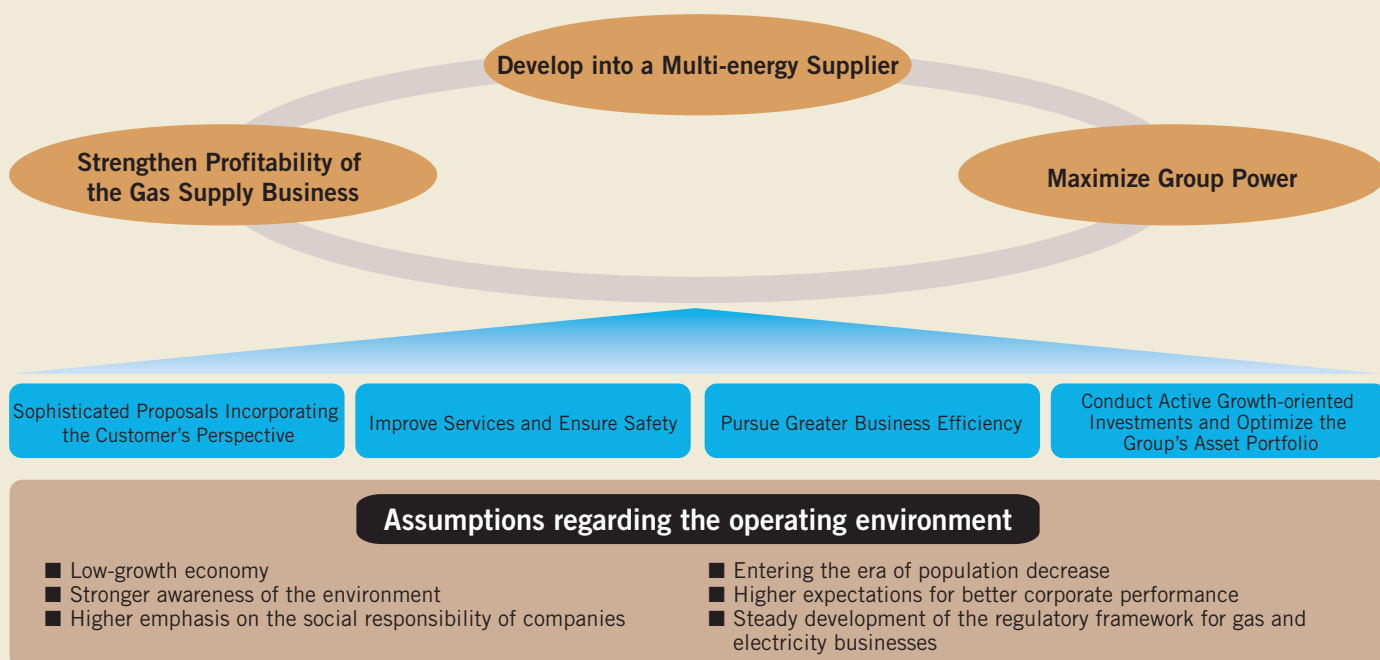 Develop into a Multi-energy Supplier
Strengthen Profitability of
the Gas Supply Business
Maximize Group Power
Sophisticated Proposals Incorporating
the Customer's Perspective
Improve Services and Ensure Safety
Pursue Greater Business Efficiency
Conduct Active Growth-oriented
Investments and Optimize the
Group's Asset Portfolio
Assumptions regarding the operating environment
■ Low-growth economy
■ Stronger awareness of the environment
■ Higher emphasis on the social responsibility of companies
■ Entering the era of population decrease
■ Higher expectations for better corporate performance
■ Steady development of the regulatory framework for gas and
electricity businesses